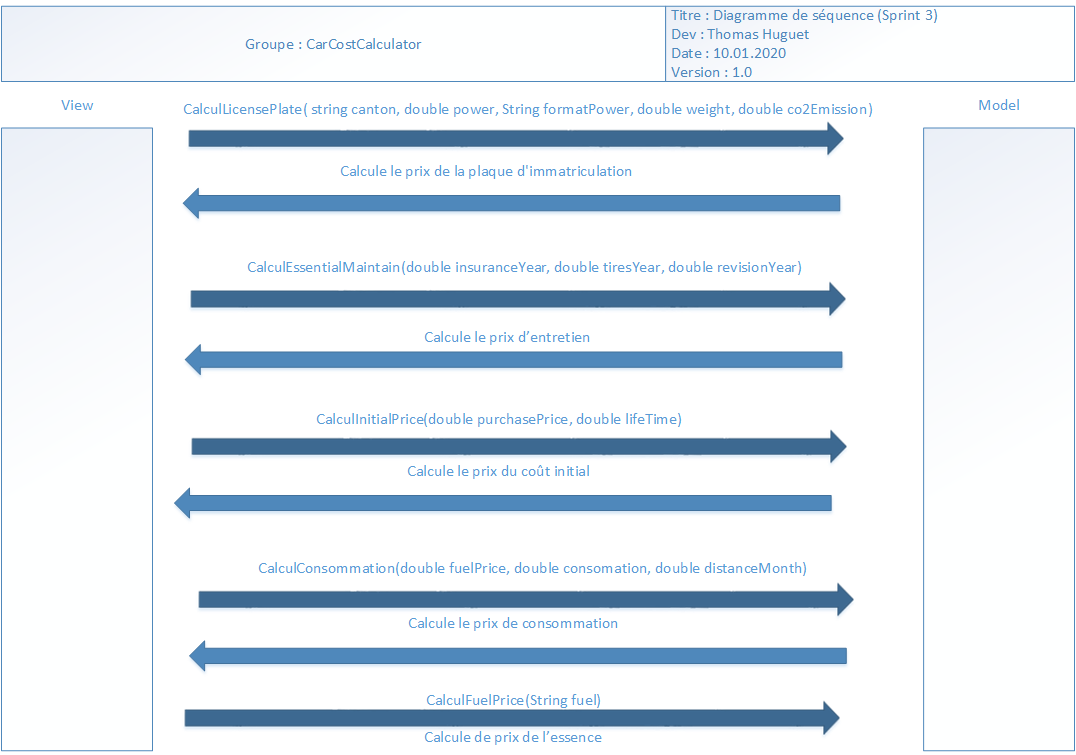 Groupe : CarCostCalculator
Titre : Diagramme de séquence (Sprint 3)
Dev : Thomas Huguet
Date : 10.01.2020
Version : 1.0
View
Model
CalculLicensePlate( string canton, double power, String formatPower, double weight, double co2Emission)
Calcule le prix de la plaque d'immatriculation
CalculEssentialMaintain(double insuranceYear, double tiresYear, double revisionYear)
Calcule le prix d’entretien
CalculInitialPrice(double purchasePrice, double lifeTime)
Calcule le prix du coût initial
CalculConsommation(double fuelPrice, double consomation, double distanceMonth)
Calcule le prix de consommation
CalculFuelPrice(String fuel)
Calcule de prix de l’essence